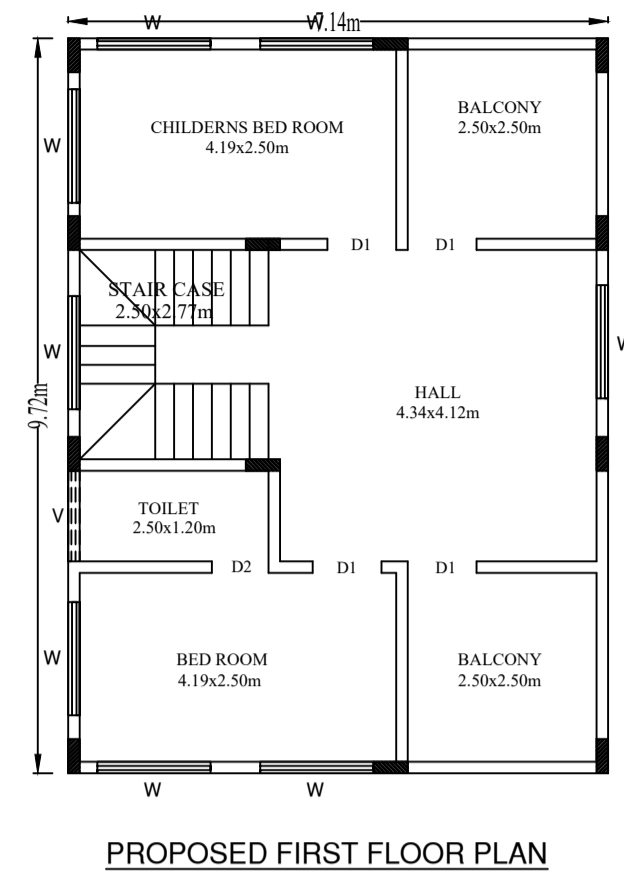 W
W
7.14m
CHILDERNS BED ROOM
4.19x2.50m
BALCONY
2.50x2.50m
W
D1
D1
STAIR CASE
2.50x2.77m
W
W
9.72m
HALL
4.34x4.12m
V
TOILET
2.50x1.20m
D2
D1
D1
W
BED ROOM
4.19x2.50m
BALCONY
2.50x2.50m
W
W
PROPOSED FIRST FLOOR PLAN